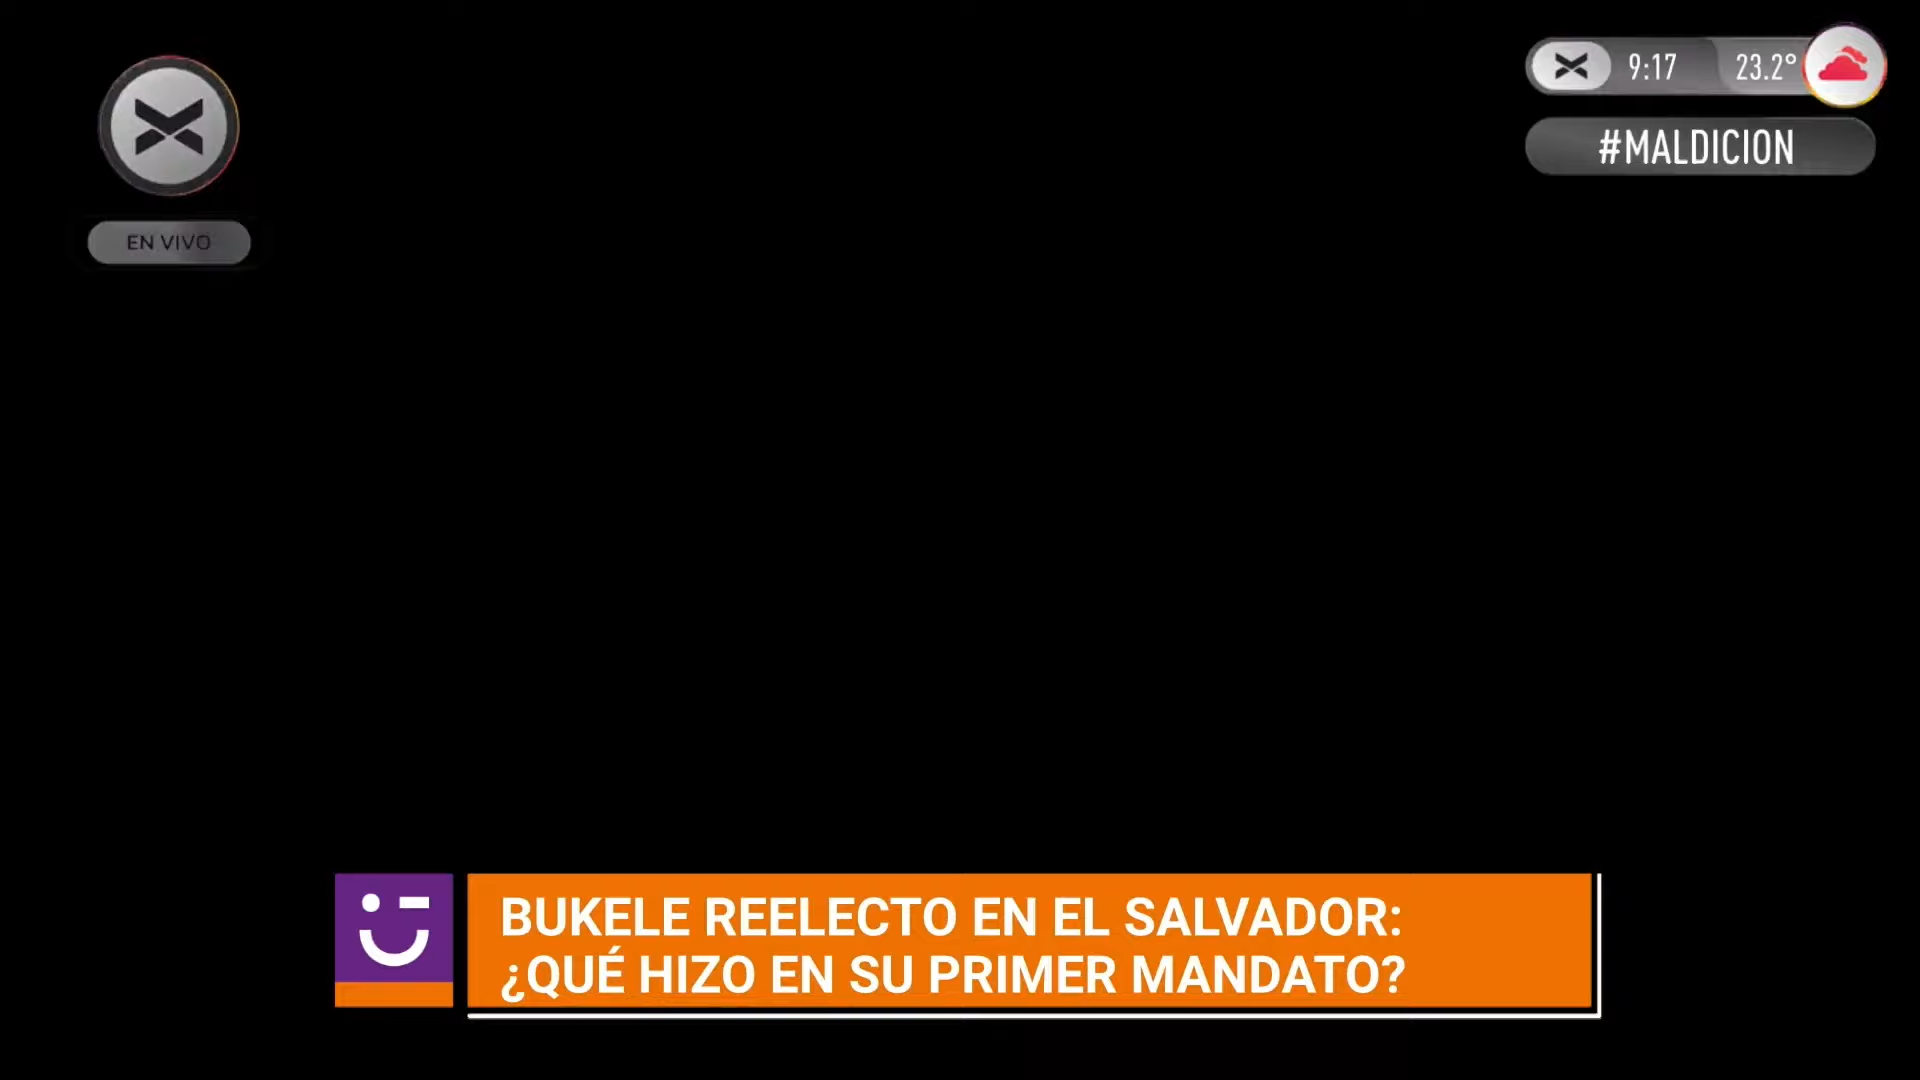 9:17
23.2°
#MALDICION
EN VIVO
BUKELE REELECTO EN EL SALVADOR:
¿QUÉ HIZO EN SU PRIMER MANDATO?